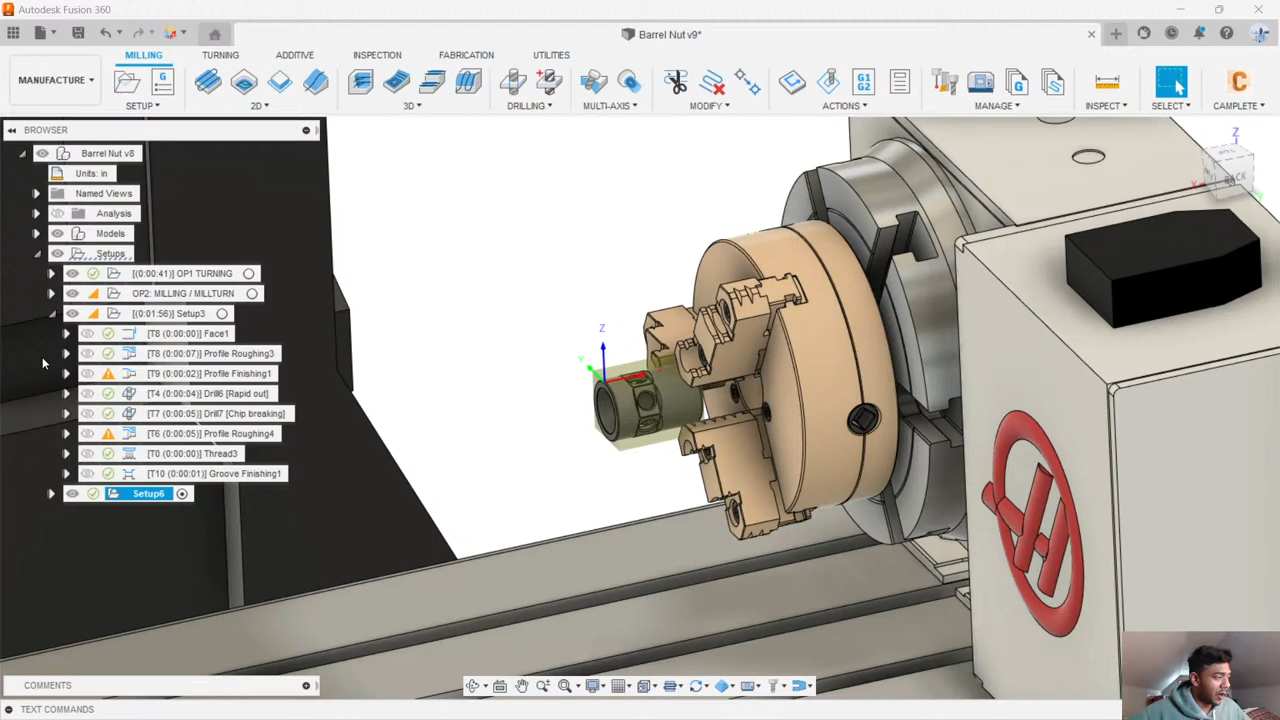 Autodesk Fusion 360
Barrel Nut v9*
MILLING TURNING ADDITIVE INSPECTION FABRICATION UTILITIES
MANUFACTURE
G
G1
G2
G
C
SETUP 2D 3D DRILLING MULTI-AXIS MODIFY ACTIONS MANAGE INSPECT SELECT COMPLETE
BROWSER
Barrel Nut v8
Units: in
Named Views
Analysis
Models
Setups
[(0:00:41)] OP1 TURNING
OP2: MILLING / MILLTURN
[(0:01:56)] Setup3
[T8 (0:00:00)] Face1
[T8 (0:00:07)] Profile Roughing3
[T9 (0:00:02)] Profile Finishing1
[T4 (0:00:04)] Drill6 [Rapid out]
[T7 (0:00:05)] Drill7 [Chip breaking]
[T6 (0:00:05)] Profile Roughing4
[T0 (0:00:00)] Thread3
[T10 (0:00:01)] Groove Finishing1
Setup6
Z
Y
Z
X
TOP
BACK
Y
COMMENTS
TEXT COMMANDS